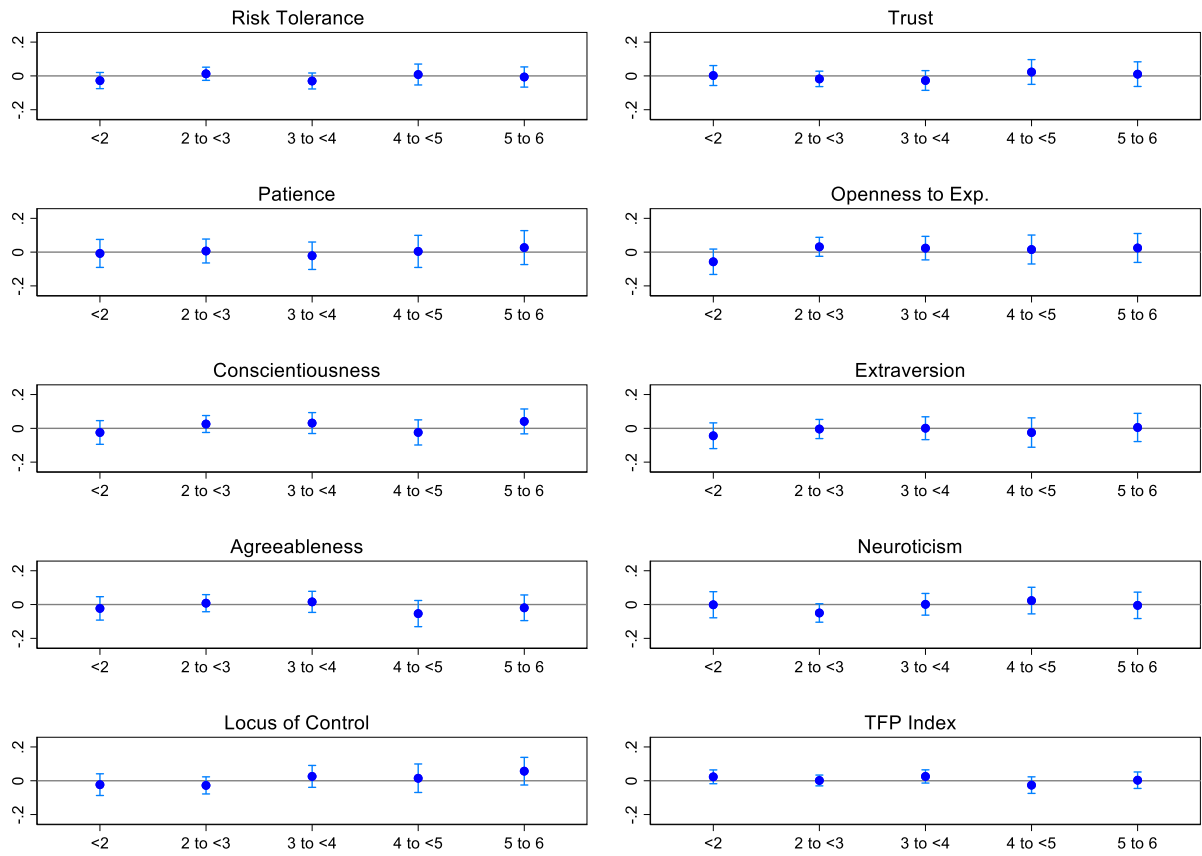 Risk Tolerance
.2
0
-.2
<2 2 to <3 3 to <4 4 to <5 5 to 6
Trust
.2
0
-.2
<2 2 to <3 3 to <4 4 to <5 5 to 6
Patience
.2
0
-.2
<2 2 to <3 3 to <4 4 to <5 5 to 6
Openness to Exp.
.2
0
-.2
<2 2 to <3 3 to <4 4 to <5 5 to 6
Conscientiousness
.2
0
-.2
<2 2 to <3 3 to <4 4 to <5 5 to 6
Extraversion
.2
0
-.2
<2 2 to <3 3 to <4 4 to <5 5 to 6
Agreeableness
.2
0
-.2
<2 2 to <3 3 to <4 4 to <5 5 to 6
Neuroticism
.2
0
-.2
<2 2 to <3 3 to <4 4 to <5 5 to 6
Locus of Control
.2
0
-.2
<2 2 to <3 3 to <4 4 to <5 5 to 6
TFP Index
.2
0
-.2
<2 2 to <3 3 to <4 4 to <5 5 to 6